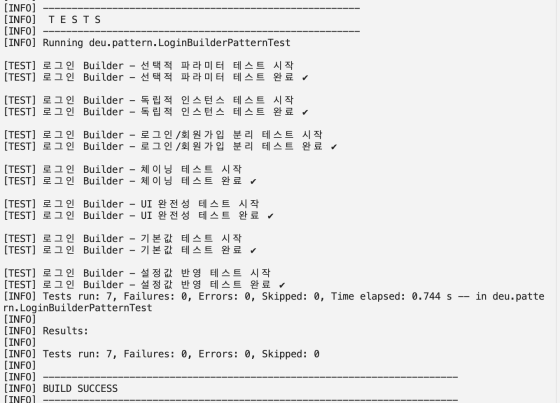 [INFO] -------------------------------------------------------
[INFO]  T E S T S
[INFO] -------------------------------------------------------
[INFO] Running deu.pattern.LoginBuilderPatternTest
[TEST] 로그인 Builder – 선택적 파라미터 테스트 시작
[TEST] 로그인 Builder – 선택적 파라미터 테스트 완료 ✔
[TEST] 로그인 Builder – 독립적 인스턴스 테스트 시작
[TEST] 로그인 Builder – 독립적 인스턴스 테스트 완료 ✔
[TEST] 로그인 Builder – 로그인/회원가입 분리 테스트 시작
[TEST] 로그인 Builder – 로그인/회원가입 분리 테스트 완료 ✔
[TEST] 로그인 Builder – 체이닝 테스트 시작
[TEST] 로그인 Builder – 체이닝 테스트 완료 ✔
[TEST] 로그인 Builder – UI 완전성 테스트 시작
[TEST] 로그인 Builder – UI 완전성 테스트 완료 ✔
[TEST] 로그인 Builder – 기본값 테스트 시작
[TEST] 로그인 Builder – 기본값 테스트 완료 ✔
[TEST] 로그인 Builder – 설정값 반영 테스트 시작
[TEST] 로그인 Builder – 설정값 반영 테스트 완료 ✔
[INFO] Tests run: 7, Failures: 0, Errors: 0, Skipped: 0, Time elapsed: 0.744 s -- in deu.patte
rn.LoginBuilderPatternTest
[INFO]
[INFO] Results:
[INFO]
[INFO] Tests run: 7, Failures: 0, Errors: 0, Skipped: 0
[INFO]
[INFO] ------------------------------------------------------------------------
[INFO] BUILD SUCCESS
[INFO] ------------------------------------------------------------------------